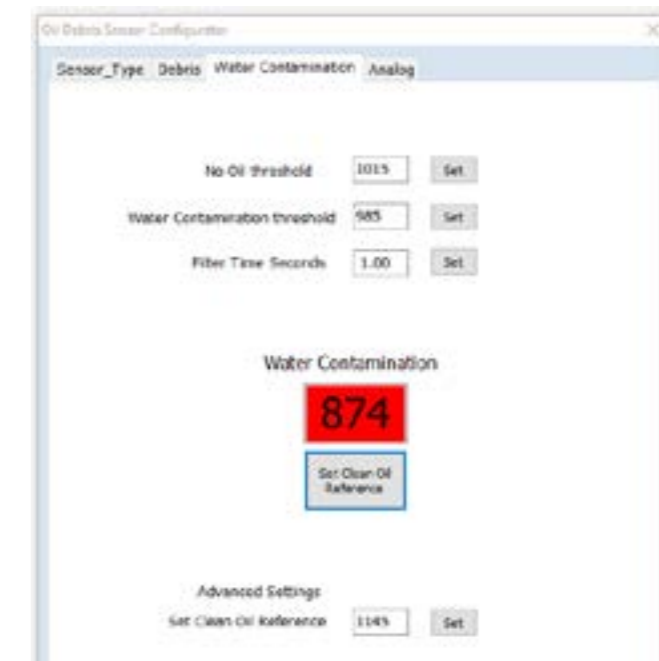 Oil Debris Sensor Configurator
Sensor_Type Debris Water Contamination Analog
No Oil threshold 1015 Set
Water Contamination threshold 985 Set
Filter Time Seconds 1.00 Set
Water Contamination
874
Set Clean Oil
Reference
Advanced Settings
Set Clean Oil Reference 1145 Set